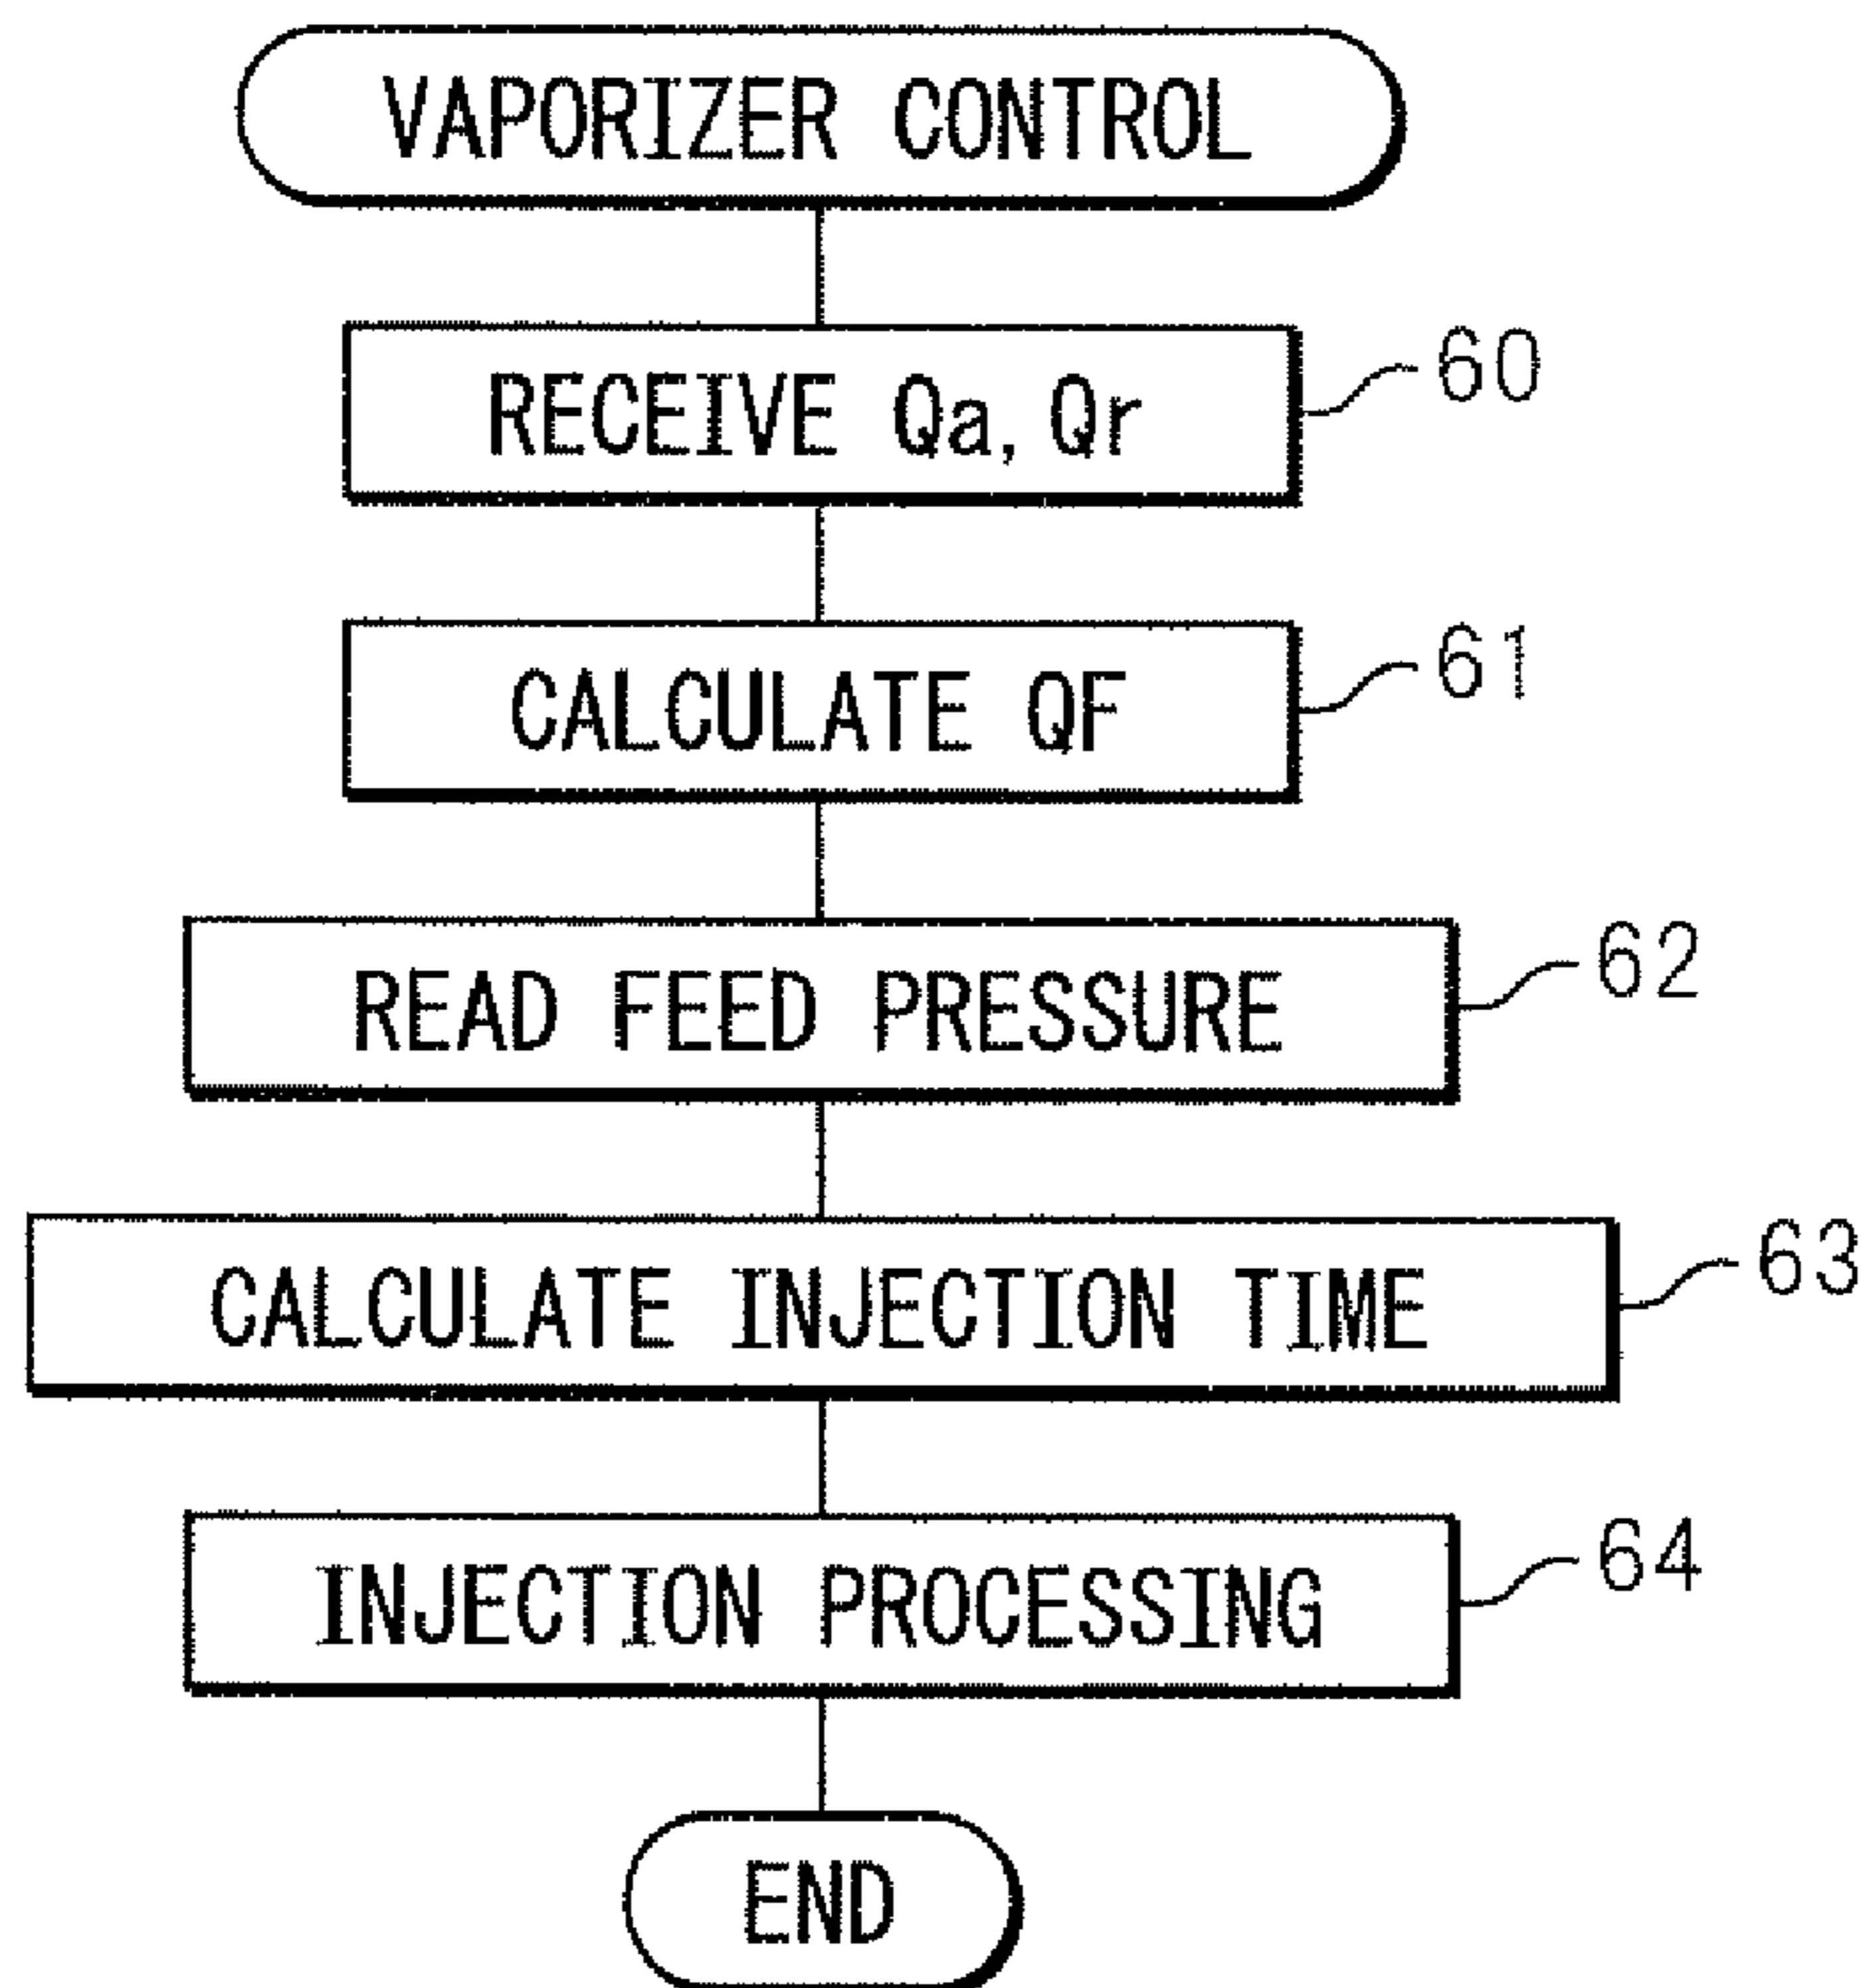 VAPORIZER CONTROL
RECEIVE Qa, Qr
60
CALCULATE QF
61
READ FEED PRESSURE
62
CALCULATE INJECTION TIME
63
INJECTION PROCESSING
64
END